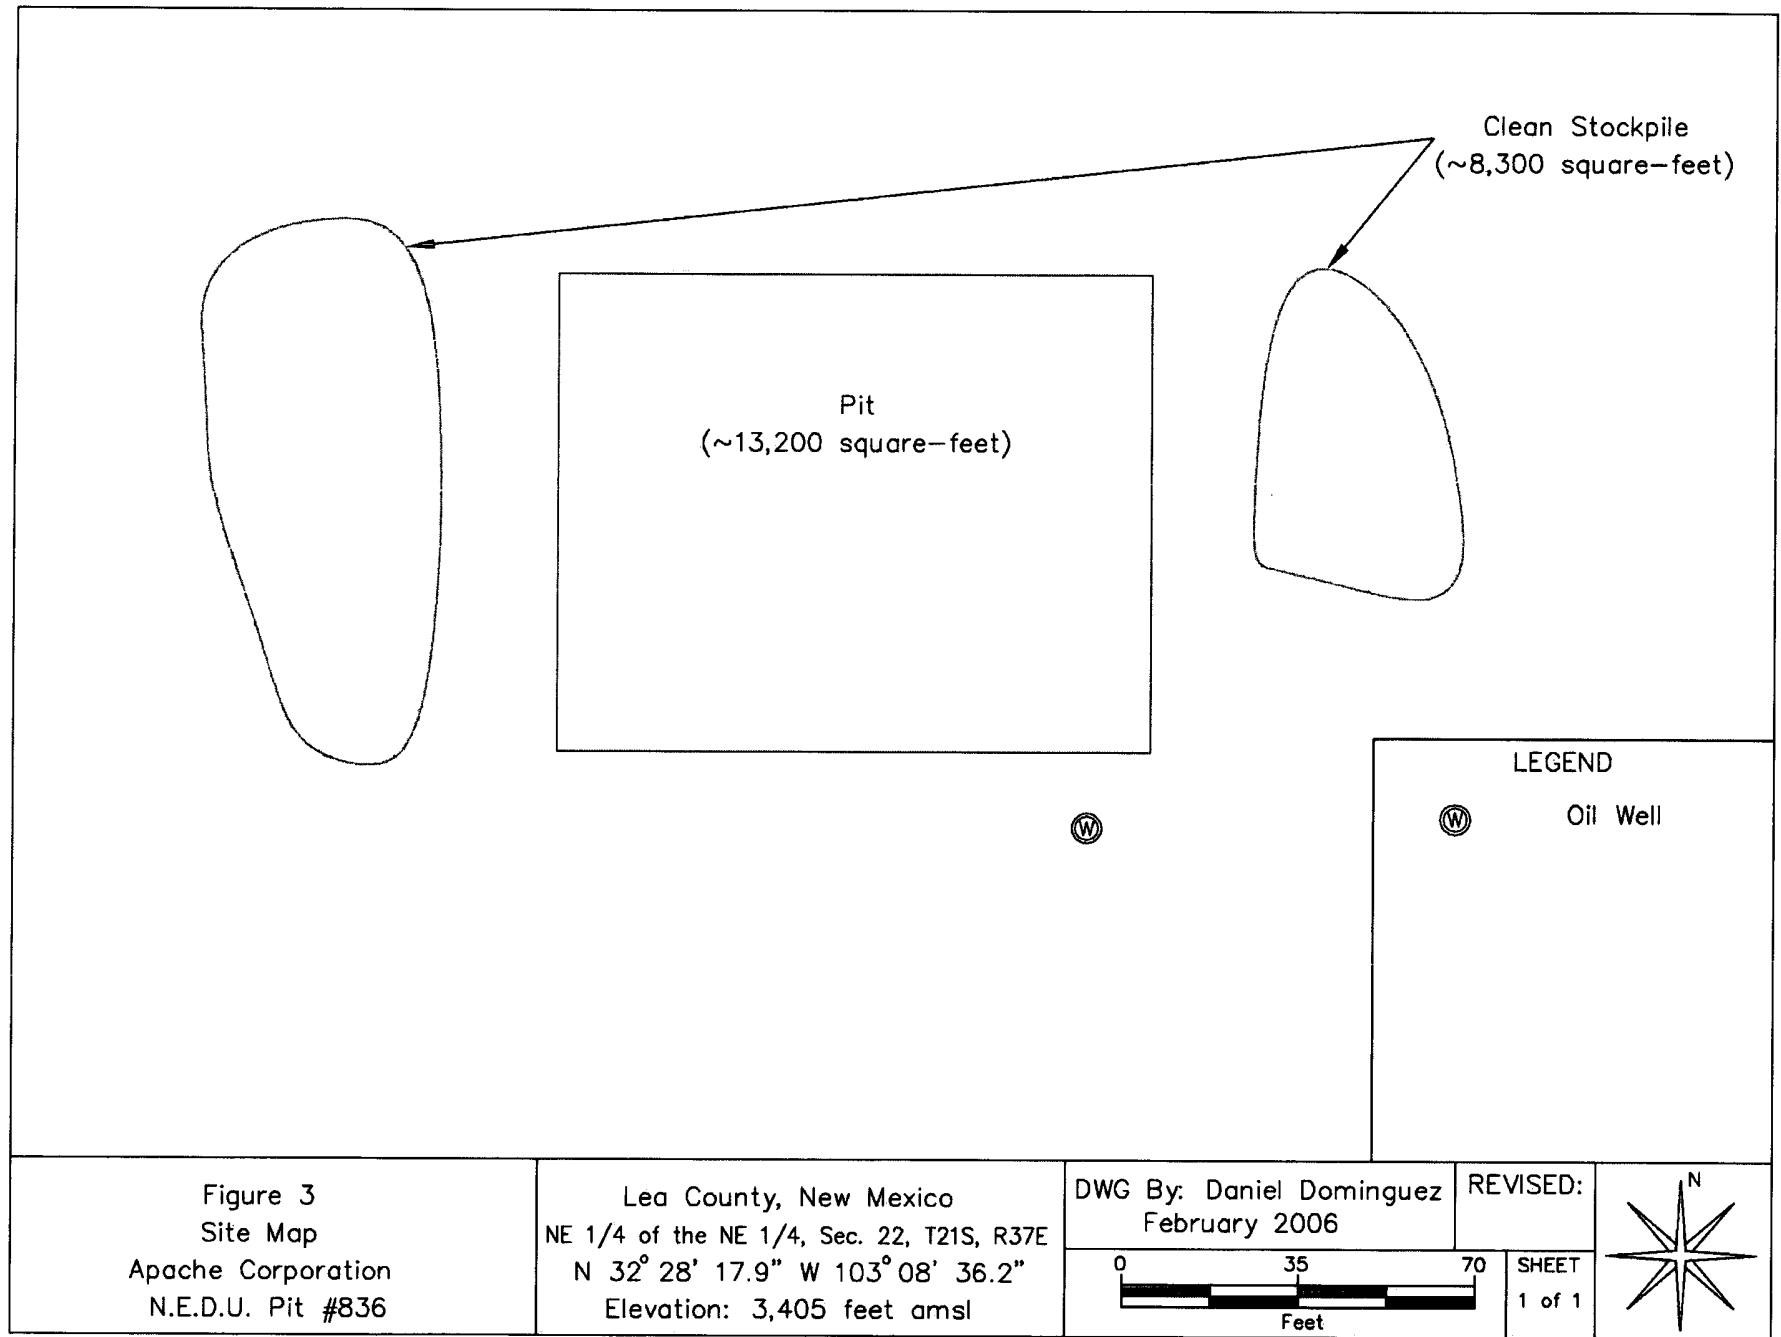 Clean Stockpile
(~8,300 square-feet)
Pit
(~13,200 square-feet)
W
LEGEND
W Oil Well
Figure 3
Site Map
Apache Corporation
N.E.D.U. Pit #836
Lea County, New Mexico
NE 1/4 of the NE 1/4, Sec. 22, T21S, R37E
N 32° 28' 17.9" W 103° 08' 36.2"
Elevation: 3,405 feet amsl
DWG By: Daniel Dominguez
February 2006
REVISED:
0 35 70
Feet
SHEET
1 of 1
N